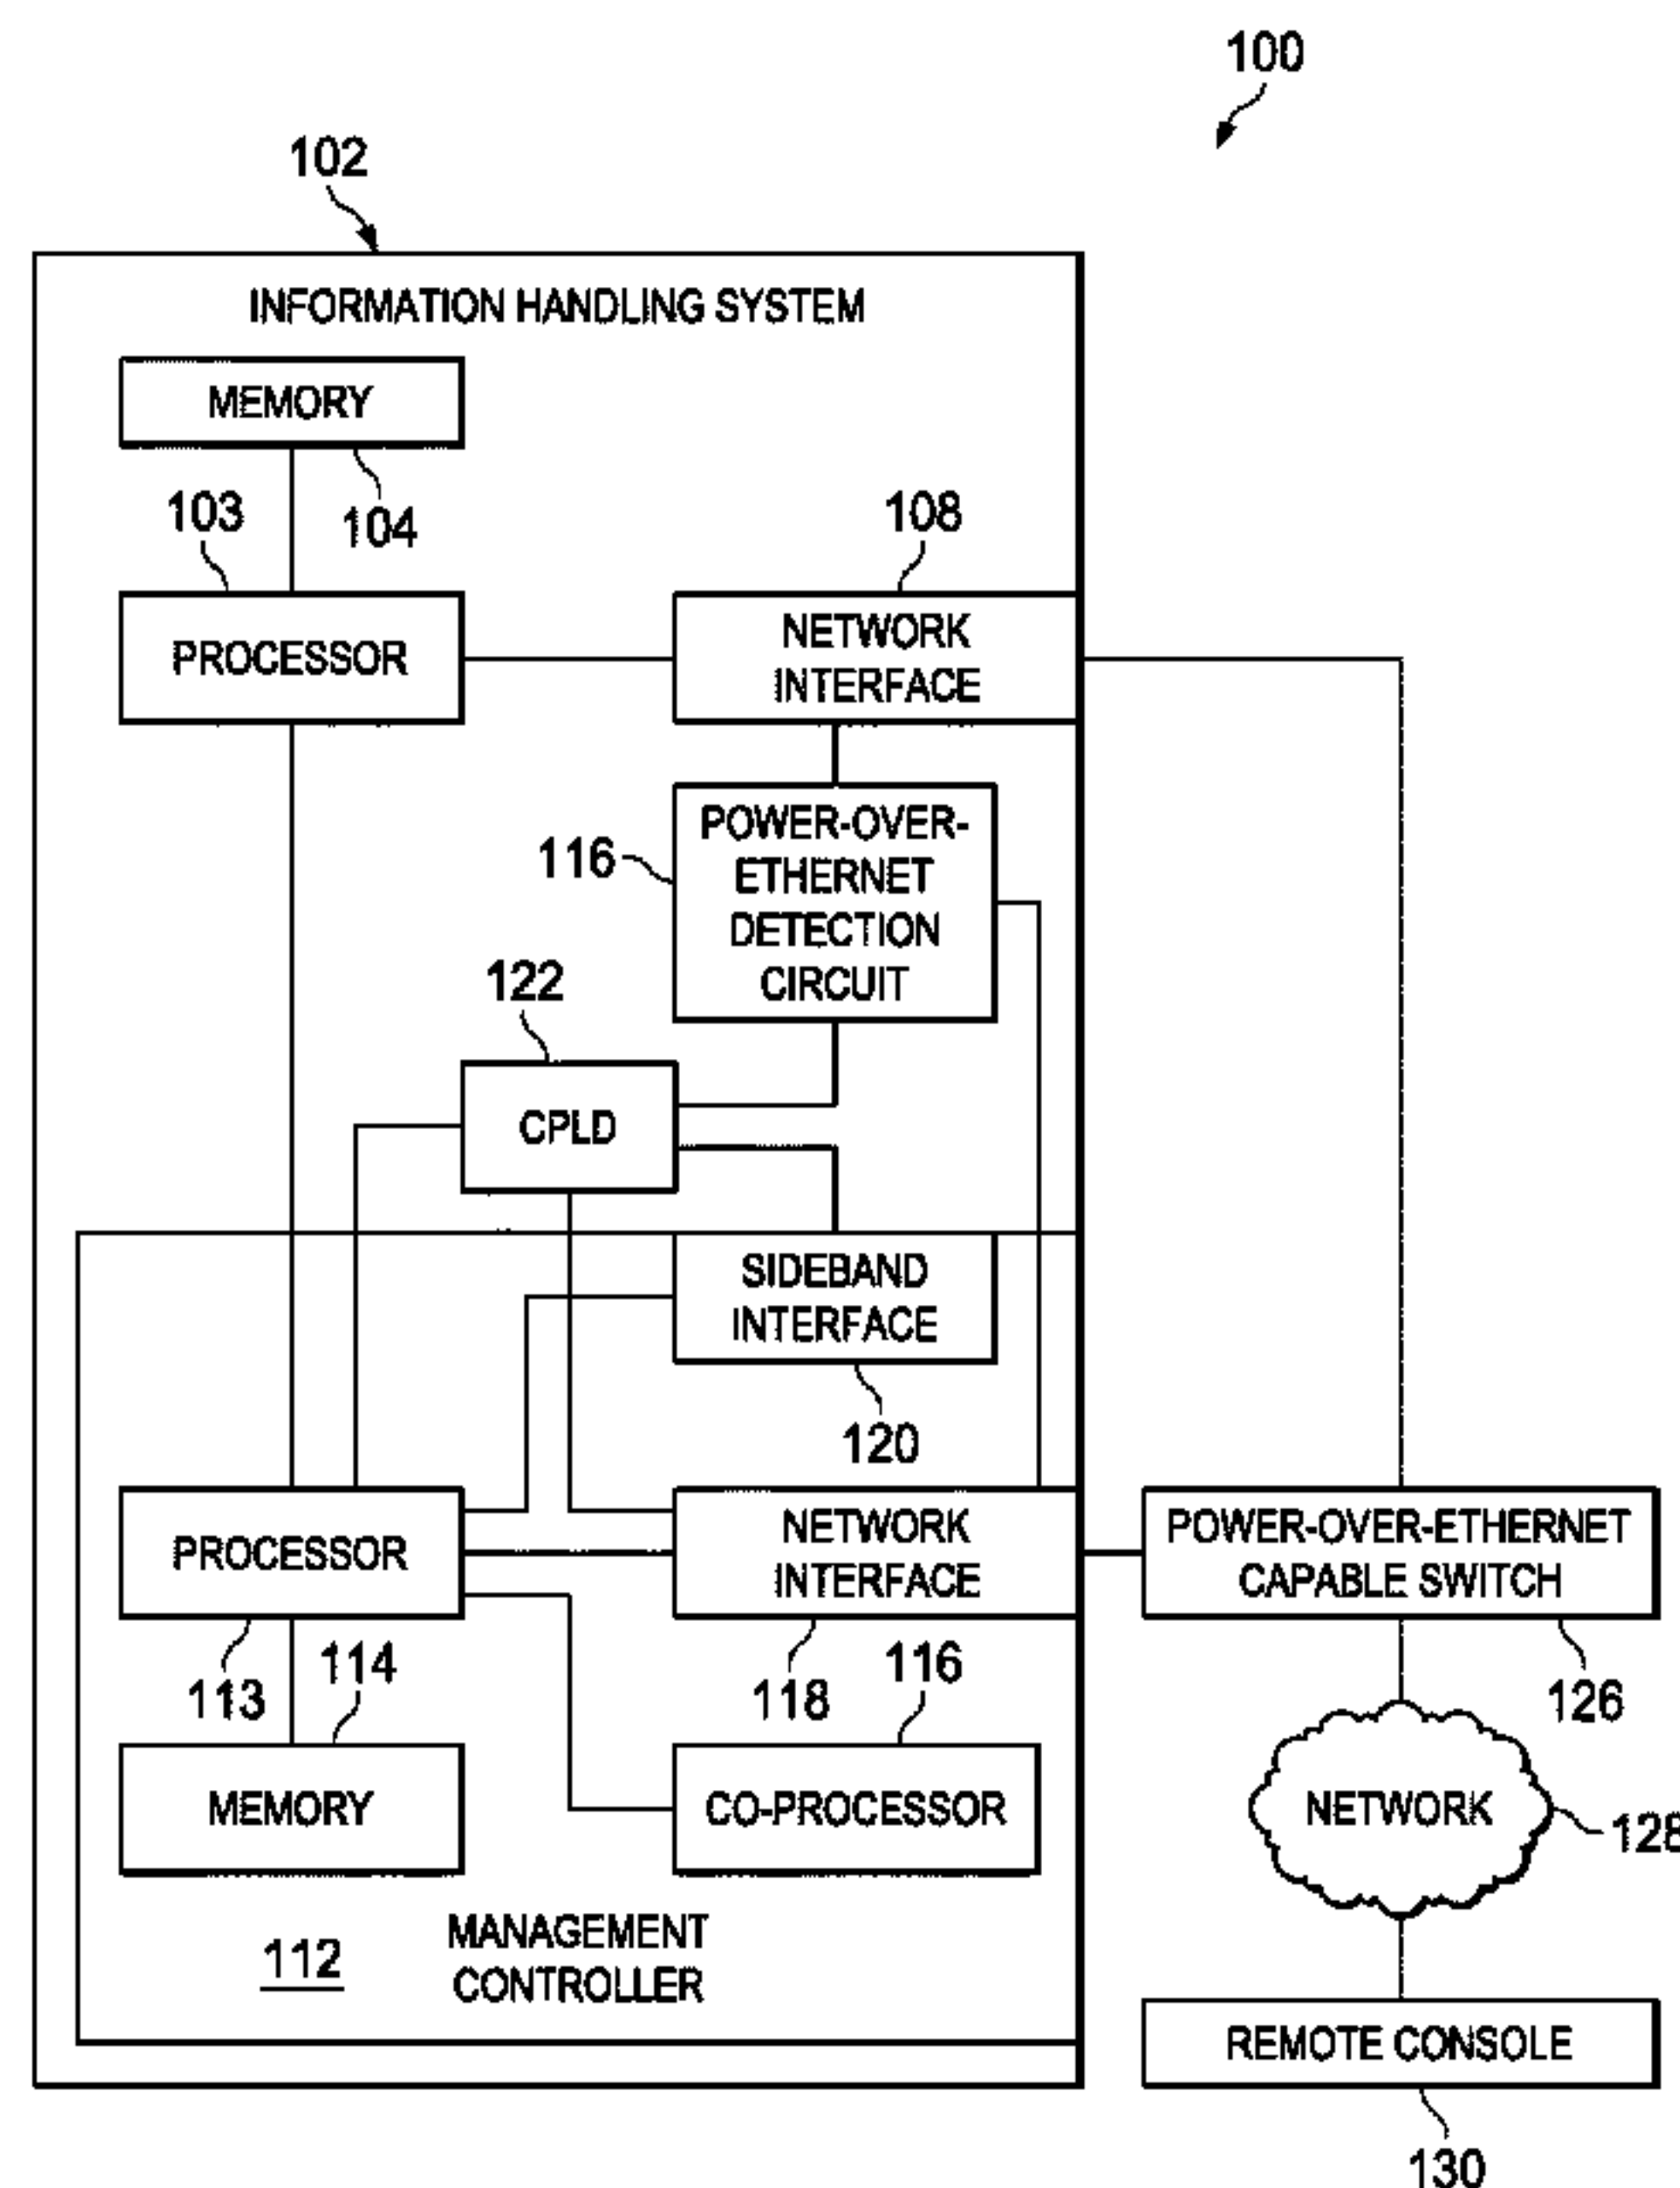 100
102
INFORMATION HANDLING SYSTEM
MEMORY
103
104
108
PROCESSOR
NETWORK
INTERFACE
116
POWER-OVER-
ETHERNET
DETECTION
CIRCUIT
122
CPLD
SIDEBAND
INTERFACE
120
PROCESSOR
NETWORK
INTERFACE
POWER-OVER-ETHERNET
CAPABLE SWITCH
113
114
118
116
126
MEMORY
CO-PROCESSOR
NETWORK
128
112
MANAGEMENT
CONTROLLER
REMOTE CONSOLE
130